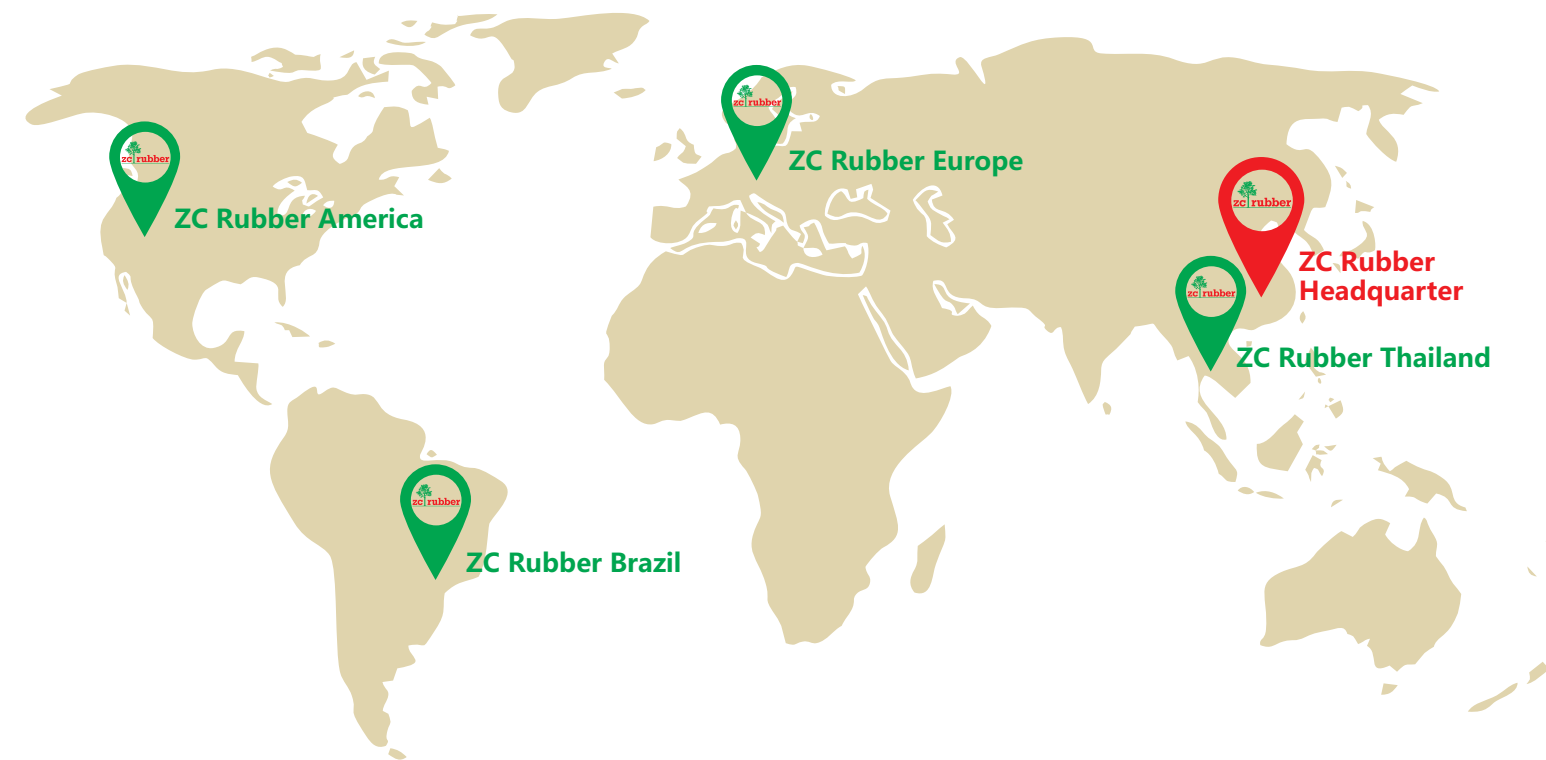 zc rubber
ZC Rubber Europe
zc rubber
ZC Rubber America
zc rubber
ZC Rubber
Headquarter
zc rubber
ZC Rubber Thailand
zc rubber
ZC Rubber Brazil